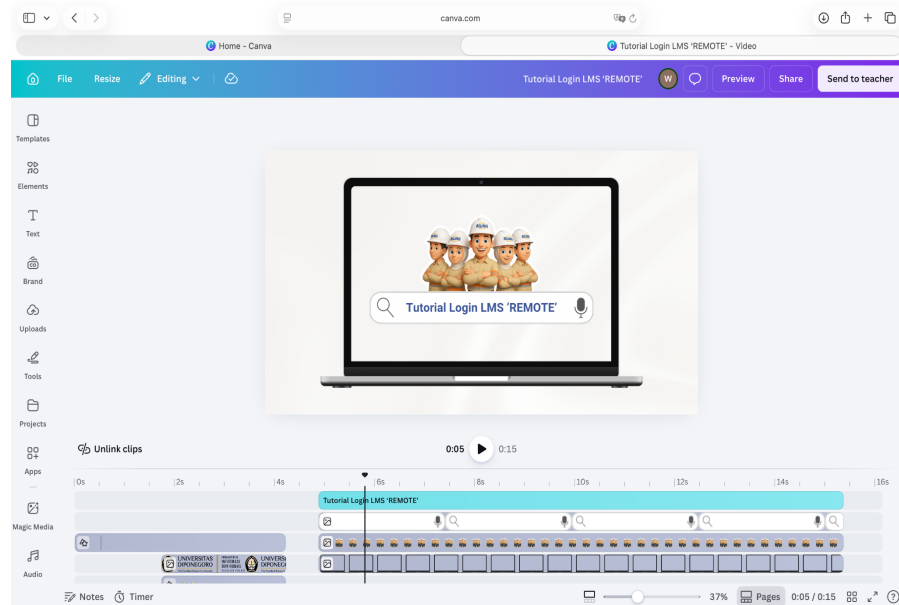 canva.com
Home - Canva
Tutorial Login LMS 'REMOTE' - Video
File
Resize
Editing
Tutorial Login LMS 'REMOTE'
W
Preview
Share
Send to teacher
Templates
Elements
Text
Brand
Uploads
Tools
Projects
Apps
Magic Media
Audio
Tutorial Login LMS ‘REMOTE’
Unlink clips
0:05
0:15
0s
2s
4s
6s
8s
10s
12s
14s
16s
Tutorial Login LMS 'REMOTE'
UNIVERSITAS
DIPONEGORO
UNIVERS
DIPONEGO
Notes
Timer
37%
Pages
0:05 / 0:15